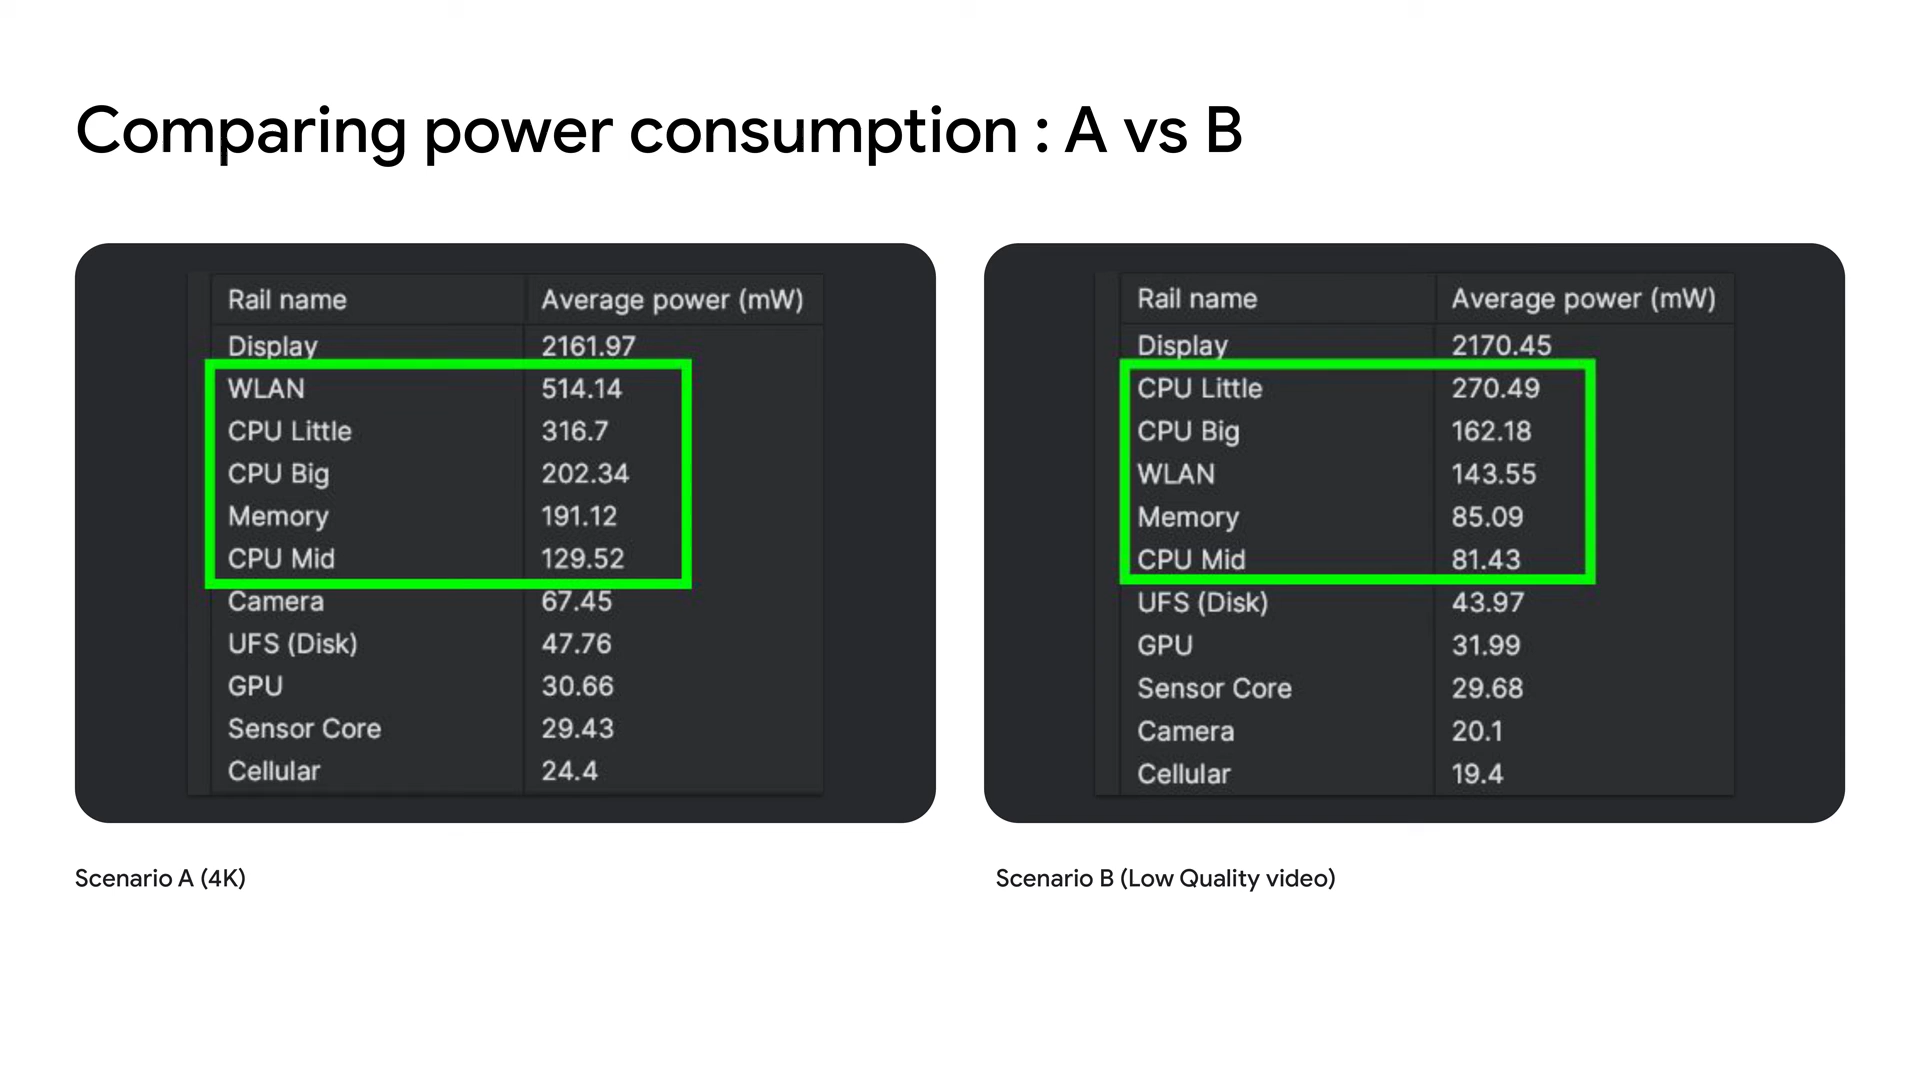 Comparing power consumption : A vs B
Rail name Average power (mW)
Display 2161.97
WLAN 514.14
CPU Little 316.7
CPU Big 202.34
Memory 191.12
CPU Mid 129.52
Camera 67.45
UFS (Disk) 47.76
GPU 30.66
Sensor Core 29.43
Cellular 24.4
Scenario A (4K)
Rail name Average power (mW)
Display 2170.45
CPU Little 270.49
CPU Big 162.18
WLAN 143.55
Memory 85.09
CPU Mid 81.43
UFS (Disk) 43.97
GPU 31.99
Sensor Core 29.68
Camera 20.1
Cellular 19.4
Scenario B (Low Quality video)